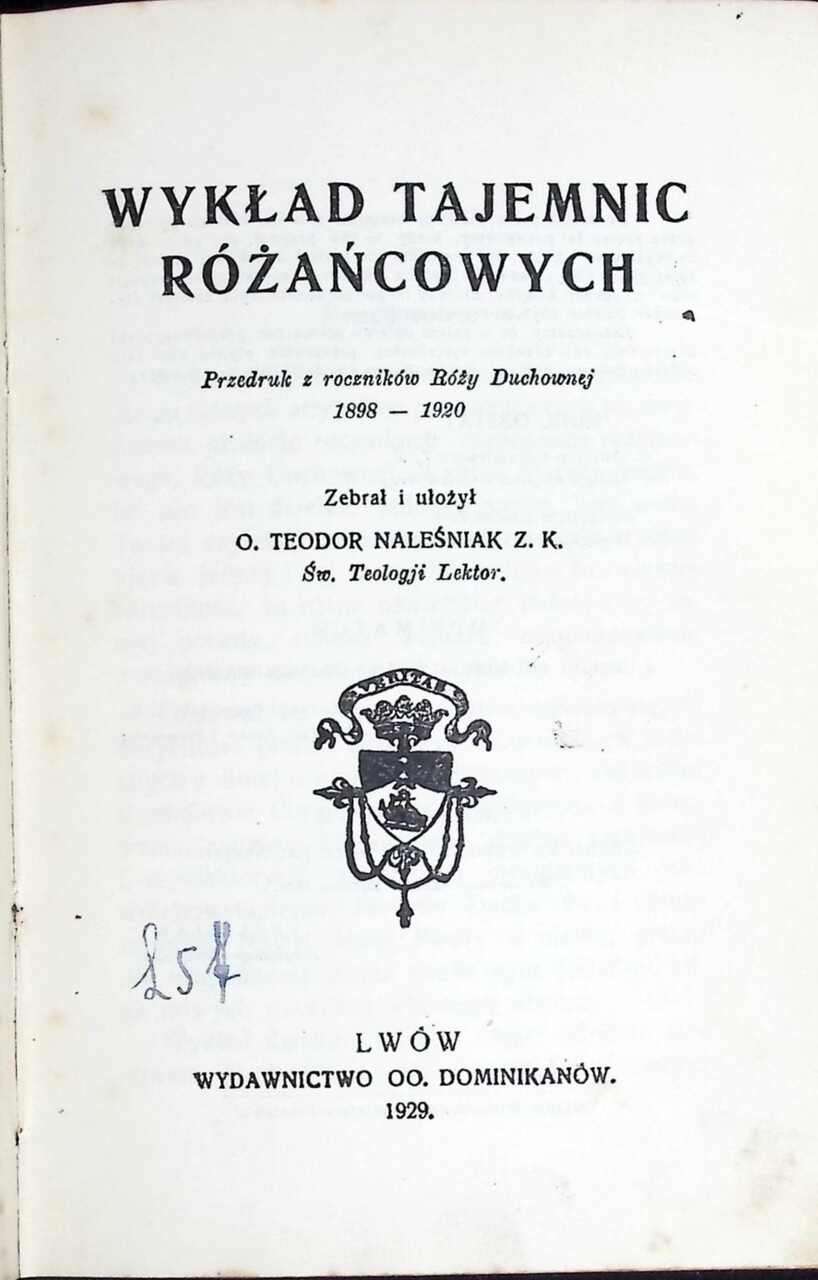 WYKŁAD TAJEMNIC
RÓŻAŃCOWYCH
Przedruk z roczników Róży Duchownej
1898 — 1920
Zebrał i ułożył
O. TEODOR NALEŚNIAK Z. K.
Św. Teologji Lektor.
VERITAS
257
LWÓW
WYDAWNICTWO OO. DOMINIKANÓW.
1929.